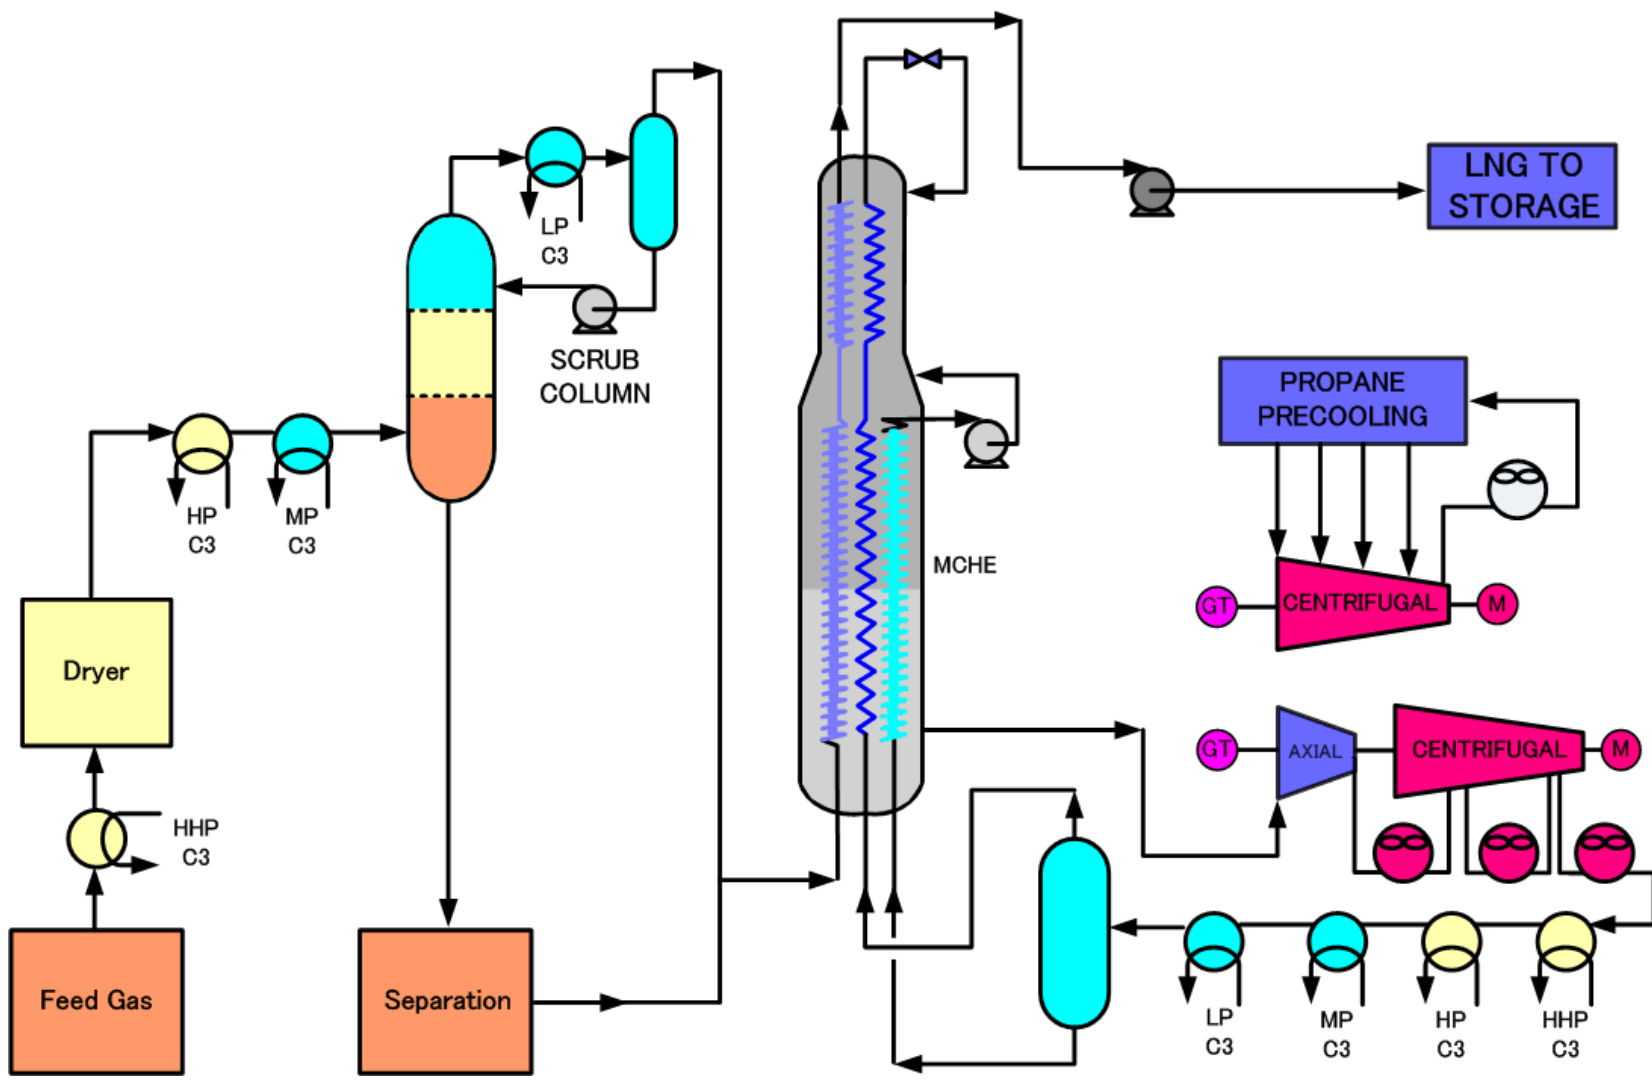 LNG TO
STORAGE
LP
C3
SCRUB
COLUMN
PROPANE
PRECOOLING
HP
C3
MP
C3
MCHE
GT
CENTRIFUGAL
M
Dryer
GT
AXIAL
CENTRIFUGAL
M
HHP
C3
Feed Gas
Separation
LP
C3
MP
C3
HP
C3
HHP
C3